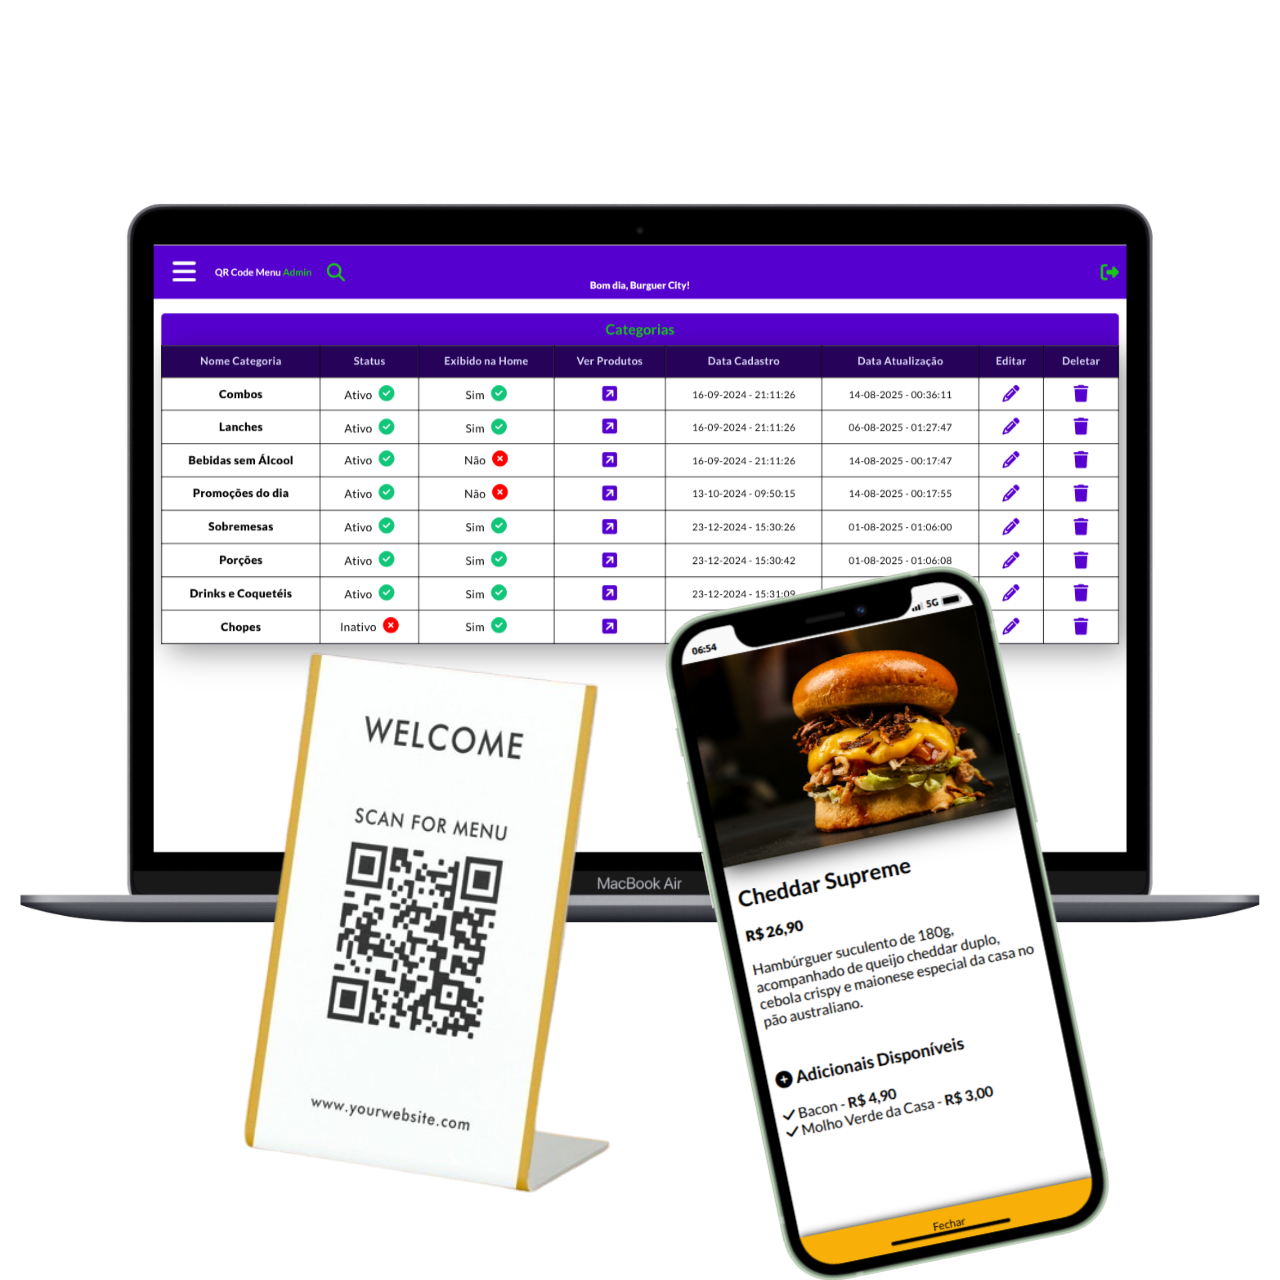 QR Code Menu Admin
Bom dia, Burguer City!
Categorias
Nome Categoria Status Exibido na Home Ver Produtos Data Cadastro Data Atualização Editar Deletar
Combos Ativo Sim 16-09-2024 - 21:11:26 14-08-2025 - 00:36:11
Lanches Ativo Sim 16-09-2024 - 21:11:26 06-08-2025 - 01:27:47
Bebidas sem Álcool Ativo Não 16-09-2024 - 21:11:26 14-08-2025 - 00:17:47
Promoções do dia Ativo Não 13-10-2024 - 09:50:15 14-08-2025 - 00:17:55
Sobremesas Ativo Sim 23-12-2024 - 15:30:26 01-08-2025 - 01:06:00
Porções Ativo Sim 23-12-2024 - 15:30:42 01-08-2025 - 01:06:08
Drinks e Coquetéis Ativo Sim 23-12-2024 - 15:31:09
Chopes Inativo Sim
MacBook Air
WELCOME
SCAN FOR MENU
www.yourwebsite.com
06:54 5G
Cheddar Supreme
R$ 26,90
Hambúrguer suculento de 180g,
acompanhado de queijo cheddar duplo,
cebola crispy e maionese especial da casa no
pão australiano.
Adicionais Disponíveis
Bacon - R$ 4,90
Molho Verde da Casa - R$ 3,00
Fechar